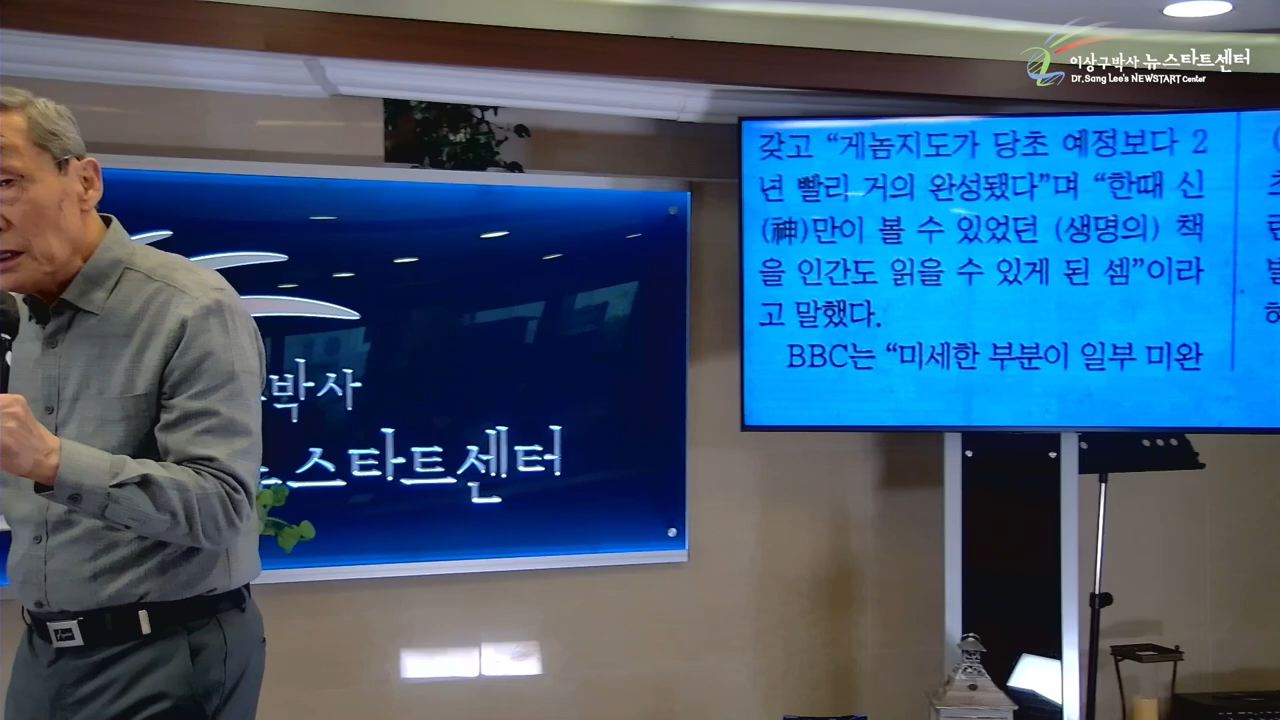 이상구박사 뉴스타트센터
Dr. Sang Lee's NEWSTART Center
갖고 “게놈지도가 당초 예정보다 2
년 빨리 거의 완성됐다”며 “한때 신
(神)만이 볼 수 있었던 (생명의) 책
을 인간도 읽을 수 있게 된 셈”이라
고 말했다.
BBC는 “미세한 부분이 일부 미완
박사
스타트센터